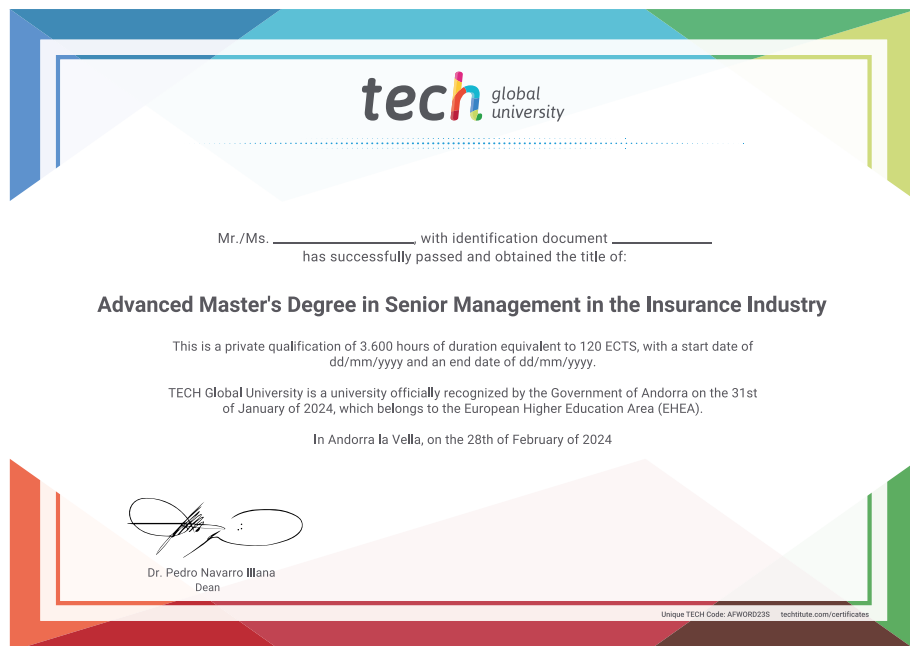 tech global
university
Mr./Ms. ____________, with identification document ____________
has successfully passed and obtained the title of:
Advanced Master's Degree in Senior Management in the Insurance Industry
This is a private qualification of 3.600 hours of duration equivalent to 120 ECTS, with a start date of
dd/mm/yyyy and an end date of dd/mm/yyyy.
TECH Global University is a university officially recognized by the Government of Andorra on the 31st
of January of 2024, which belongs to the European Higher Education Area (EHEA).
In Andorra la Vella, on the 28th of February of 2024
Dr. Pedro Navarro Illana
Dean
Unique TECH Code: AFWORD23S techtitute.com/certificates